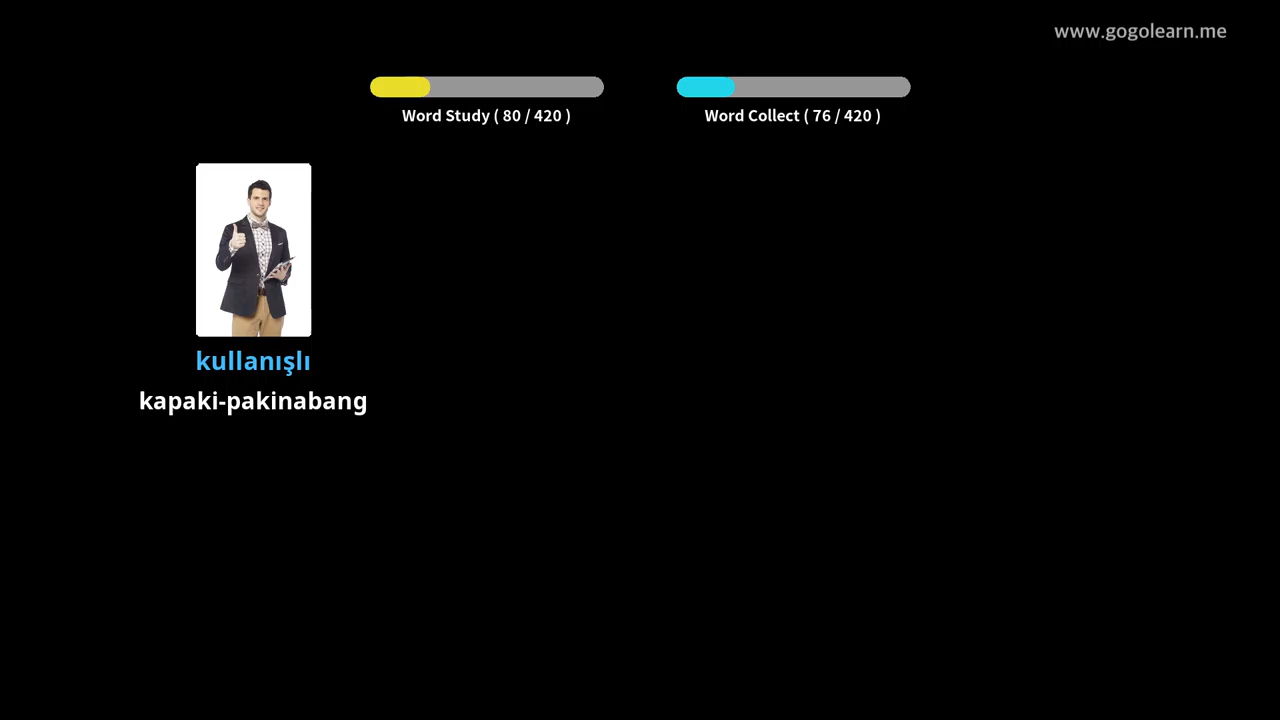 www.gogolearn.me
Word Study ( 80 / 420 )
Word Collect ( 76 / 420 )
kullanışlı
kapaki-pakinabang